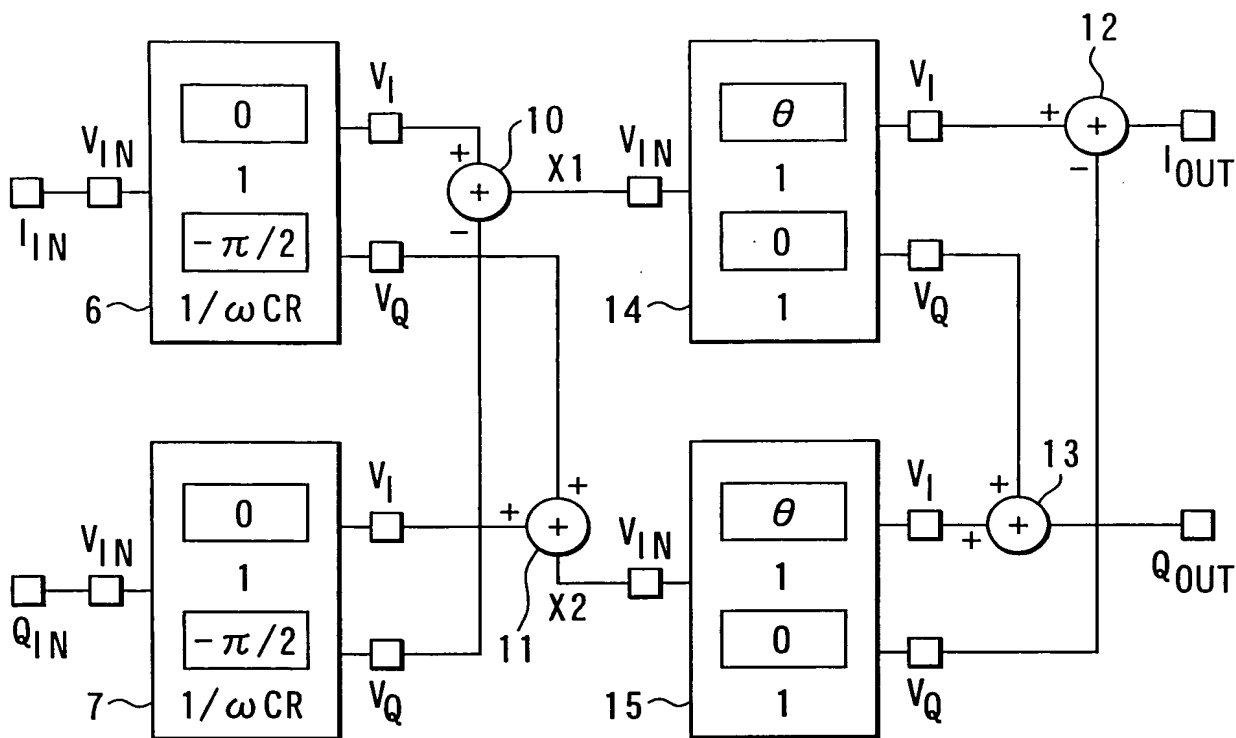 12
V_I
0
V_IN
1
I_IN
-π/2
6
1/ωCR
V_Q
+
10
+
-
X1
V_IN
θ
1
0
14
1
V_I
V_Q
+
+
-
I_OUT
V_IN
0
1
Q_IN
-π/2
7
1/ωCR
V_I
V_Q
+
+
+
11
X2
V_IN
θ
1
0
15
1
V_I
V_Q
+
+
+
13
Q_OUT